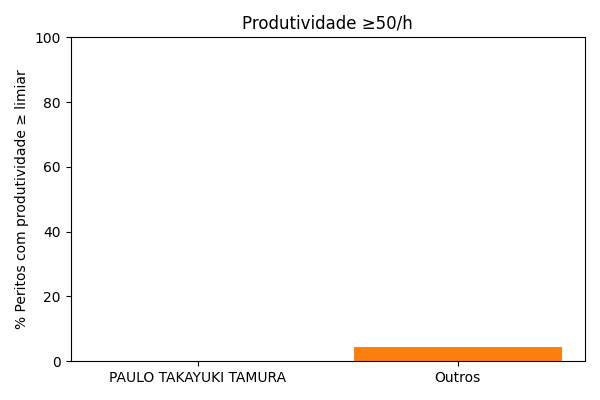 Produtividade ≥50/h
% Peritos com produtividade ≥ limiar
100
80
60
40
20
0
PAULO TAKAYUKI TAMURA
Outros